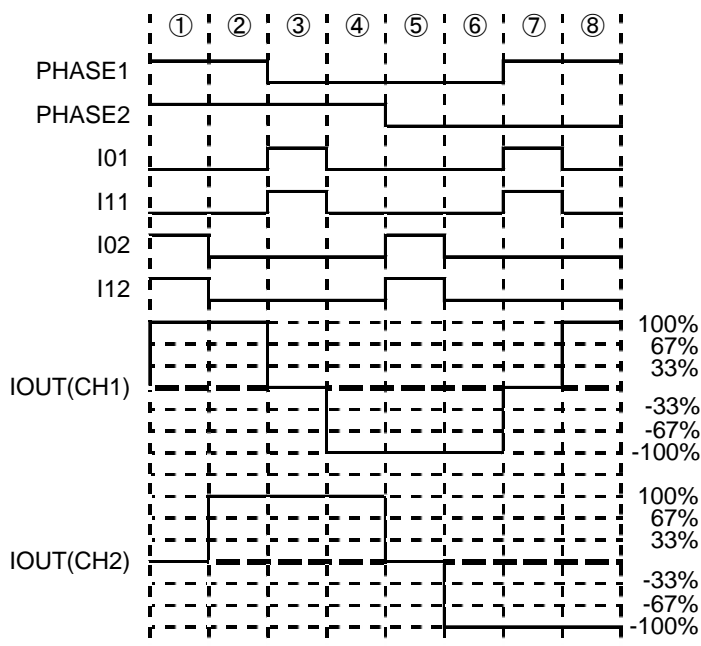 ① ② ③ ④ ⑤ ⑥ ⑦ ⑧
PHASE1
PHASE2
I01
I11
I02
I12
IOUT(CH1)
100%
67%
33%
-33%
-67%
-100%
IOUT(CH2)
100%
67%
33%
-33%
-67%
-100%